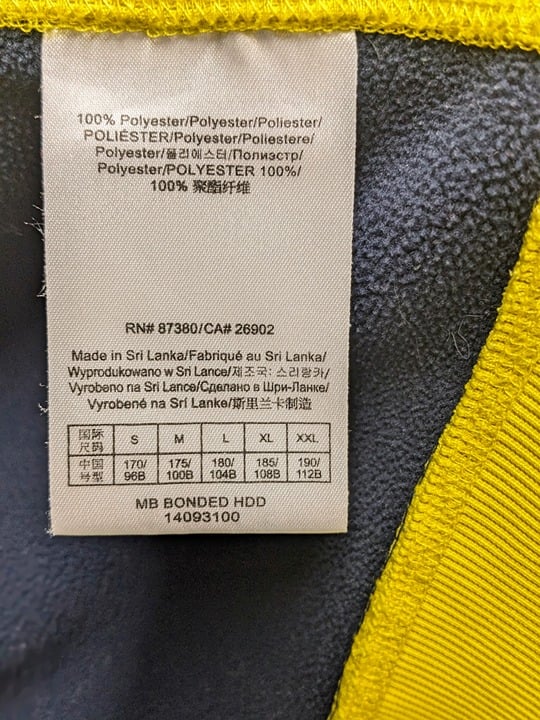 100% Polyester/Polyester/Poliester/
POLIÉSTER/Polyester/Poliestere/
Polyester/폴리에스터/Полиэстр/
Polyester/POLYESTER 100%/
100% 聚酯纤维
RN# 87380/CA# 26902
Made in Sri Lanka/Fabriqué au Sri Lanka/
Wyprodukowano w Sri Lance/제조국: 스리랑카/
Vyrobeno na Srí Lance/Сделано в Шри-Ланке/
Vyrobené na Srí Lanke/斯里兰卡制造
国际尺码 S M L XL XXL
中国号型 170/96B 175/100B 180/104B 185/108B 190/112B
MB BONDED HDD
14093100